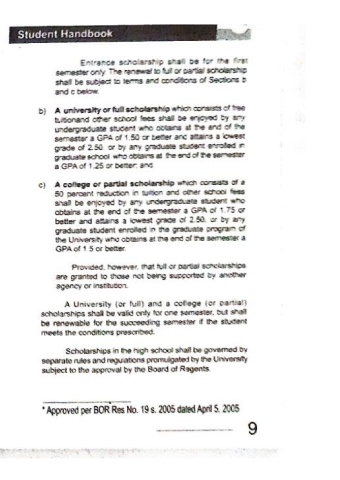 Student Handbook
Entrance scholarship shall be for the first
semester only. The renewal to full or partial scholarship
shall be subject to terms and conditions of Sections b
and c below.
b) A university or full scholarship which consists of free
tuitionand other school fees shall be enjoyed by any
undergraduate student who obtains at the end of the
semester a GPA of 1.50 or better and attains a lowest
grade of 2.50, or by any graduate student enrolled in
graduate school who obtains at the end of the semester
a GPA of 1.25 or better; and
c) A college or partial scholarship which consists of a
50 percent reduction in tuition and other school fees
shall be enjoyed by any undergraduate student who
obtains at the end of the semester a GPA of 1.75 or
better and attains a lowest grade of 2.50, or by any
graduate student enrolled in the graduate program of
the University who obtains at the end of the semester a
GPA of 1.5 or better.
Provided, however, that full or partial scholarships
are granted to those not being supported by another
agency or institution.
A University (or full) and a college (or partial)
scholarships shall be valid only for one semester, but shall
be renewable for the succeeding semester if the student
meets the conditions prescribed.
Scholarships in the high school shall be governed by
separate rules and regulations promulgated by the University
subject to the approval by the Board of Regents.
* Approved per BOR Res No. 19 s. 2005 dated April 5, 2005
9